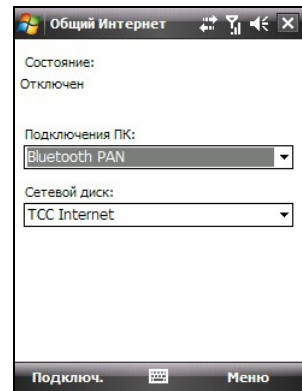 Общий Интернет
Состояние:
Отключен
Подключения ПК:
Bluetooth PAN
Сетевой диск:
TCC Internet
Подключ. Меню